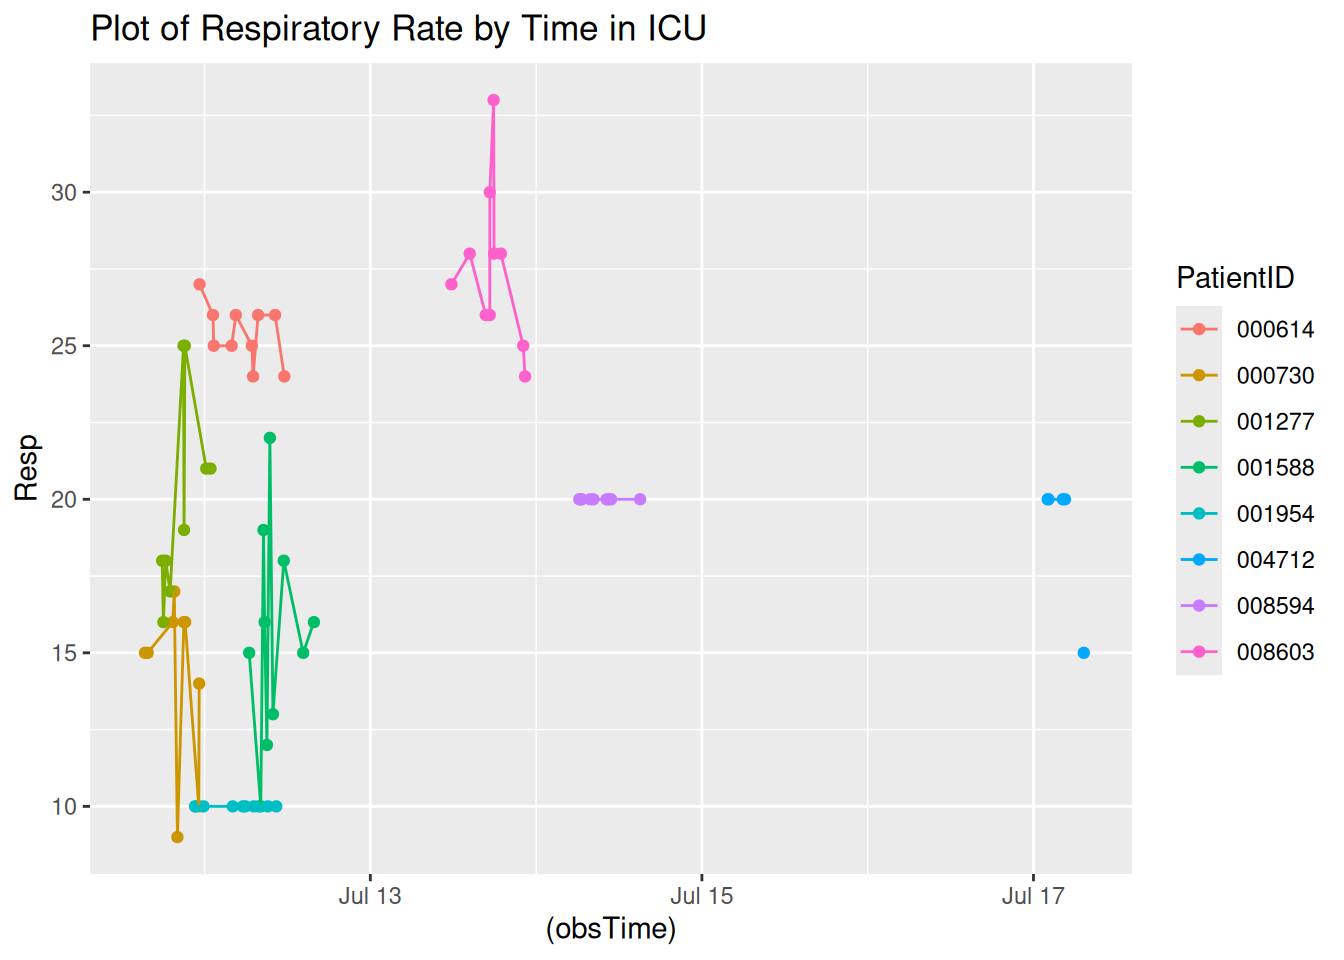 Plot of Respiratory Rate by Time in ICU
30
25
20
15
10
Resp
Jul 13
Jul 15
Jul 17
(obsTime)
PatientID
000614
000730
001277
001588
001954
004712
008594
008603